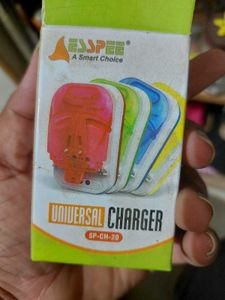 ESSPEE®
A Smart Choice
UNIVERSAL CHARGER
SP-CH-20